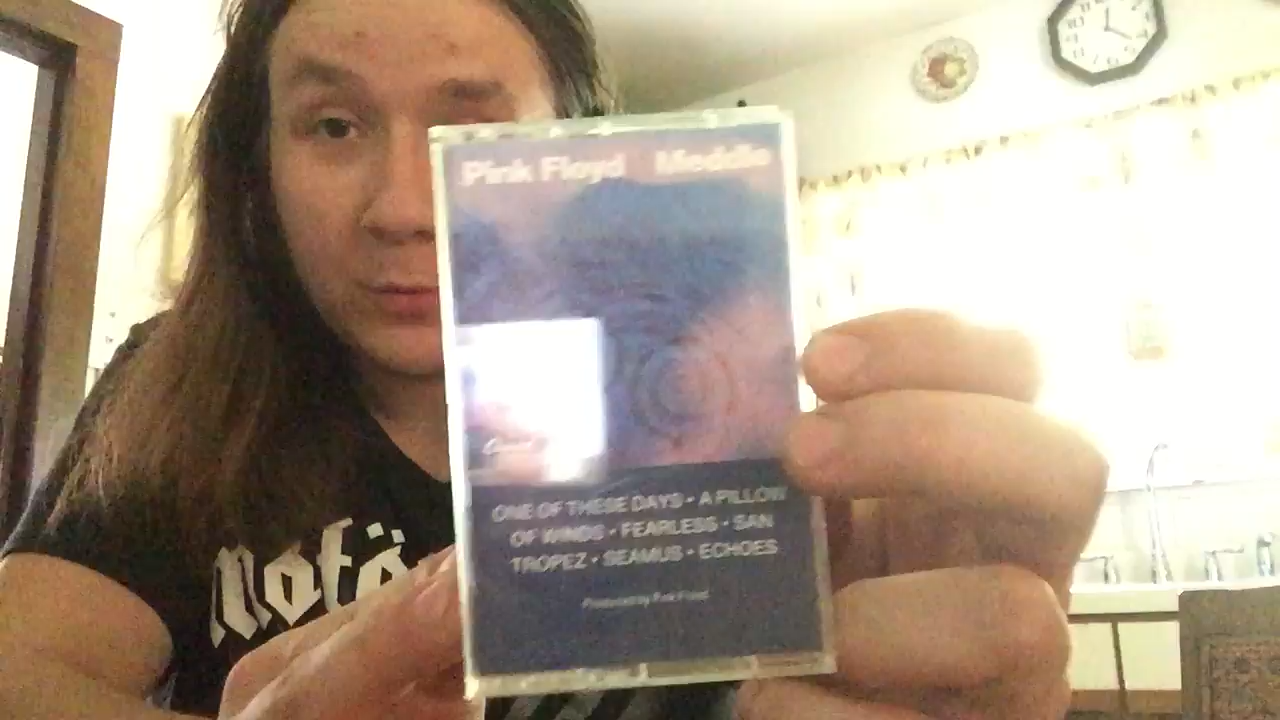 Pink Floyd Meddle
ONE OF THESE DAYS • A PILLOW
OF WINDS • FEARLESS • SAN
TROPEZ • SEAMUS • ECHOES
Produced by Pink Floyd
Motö